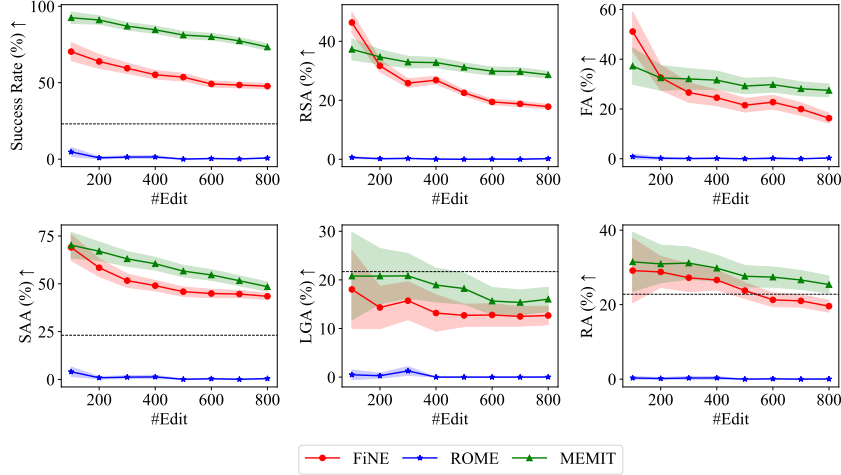 100
50
0
Success Rate (%) ↑
200 400 600 800
#Edit
40
20
0
RSA (%) ↑
200 400 600 800
#Edit
60
40
20
0
FA (%) ↑
200 400 600 800
#Edit
75
50
25
0
SAA (%) ↑
200 400 600 800
#Edit
30
20
10
0
LGA (%) ↑
200 400 600 800
#Edit
40
20
0
RA (%) ↑
200 400 600 800
#Edit
FiNE ROME MEMIT